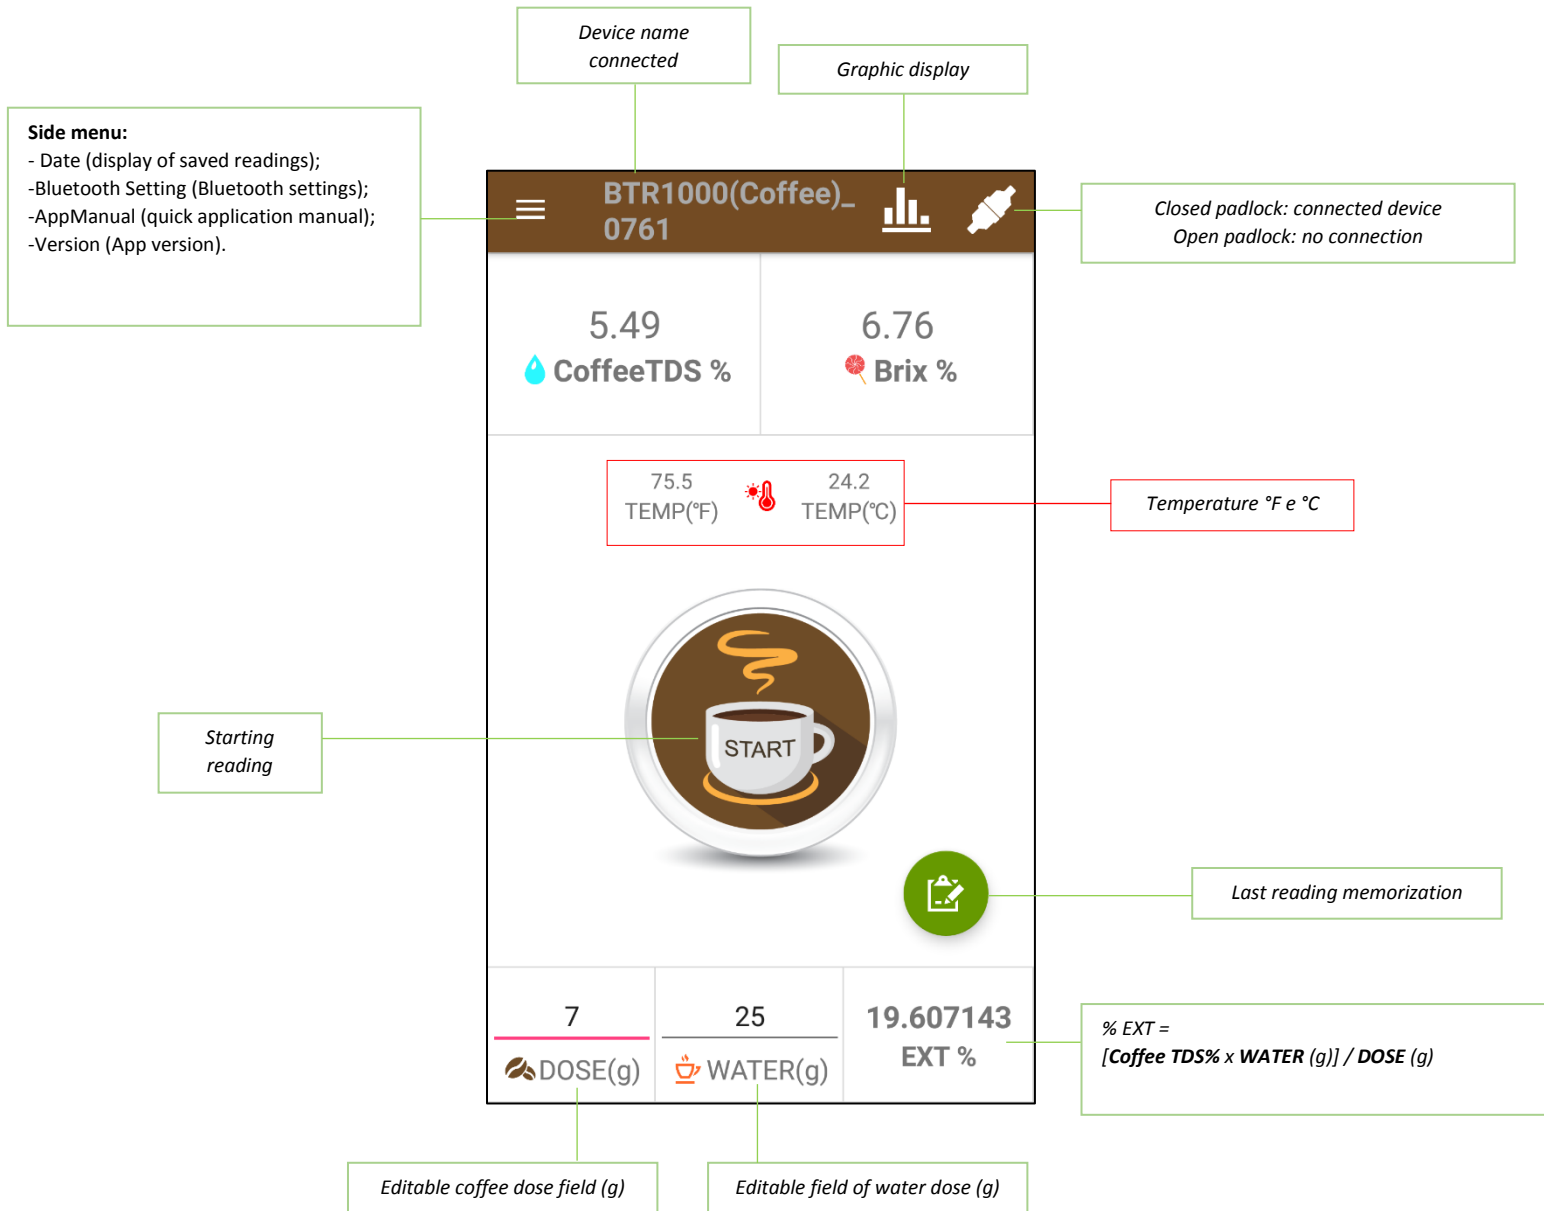 Device name
connected
Graphic display
Side menu:
- Date (display of saved readings);
-Bluetooth Setting (Bluetooth settings);
-AppManual (quick application manual);
-Version (App version).
BTR1000(Coffee)_
0761
Closed padlock: connected device
Open padlock: no connection
5.49
CoffeeTDS %
6.76
Brix %
75.5
TEMP(°F)
24.2
TEMP(°C)
Temperature °F e °C
Starting
reading
START
Last reading memorization
7
DOSE(g)
25
WATER(g)
19.607143
EXT %
% EXT =
[Coffee TDS% x WATER (g)] / DOSE (g)
Editable coffee dose field (g)
Editable field of water dose (g)